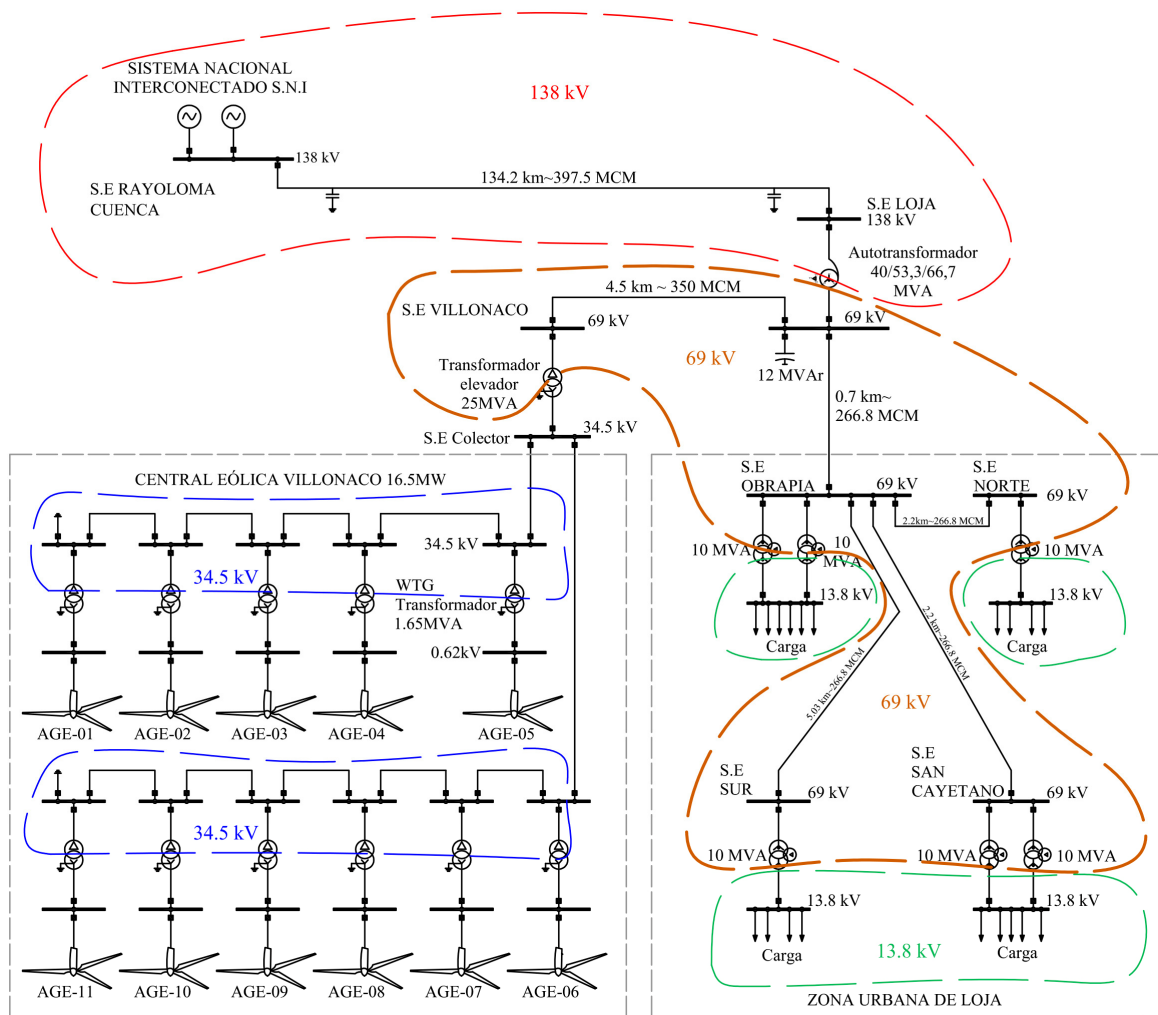 SISTEMA NACIONAL
INTERCONECTADO S.N.I
138 kV
138 kV
S.E RAYOLOMA
CUENCA
134.2 km~397.5 MCM
S.E LOJA
138 kV
Autotransformador
40/53,3/66,7
MVA
4.5 km ~ 350 MCM
S.E VILLONACO
69 kV
69 kV
69 kV
12 MVAr
Transformador
elevador
25MVA
0.7 km~
266.8 MCM
S.E Colector
34.5 kV
CENTRAL EÓLICA VILLONACO 16.5MW
34.5 kV
34.5 kV
WTG
Transformador
1.65MVA
0.62kV
AGE-01
AGE-02
AGE-03
AGE-04
AGE-05
34.5 kV
AGE-11
AGE-10
AGE-09
AGE-08
AGE-07
AGE-06
S.E
OBRAPIA
69 kV
S.E
NORTE
69 kV
2.2km~266.8 MCM
10 MVA
10
MVA
10 MVA
13.8 kV
13.8 kV
Carga
Carga
5.03 km~266.8 MCM
2.2 km~266.8 MCM
69 kV
S.E
SUR
69 kV
S.E
SAN
CAYETANO
69 kV
10 MVA
10 MVA
10 MVA
13.8 kV
13.8 kV
Carga
13.8 kV
Carga
ZONA URBANA DE LOJA